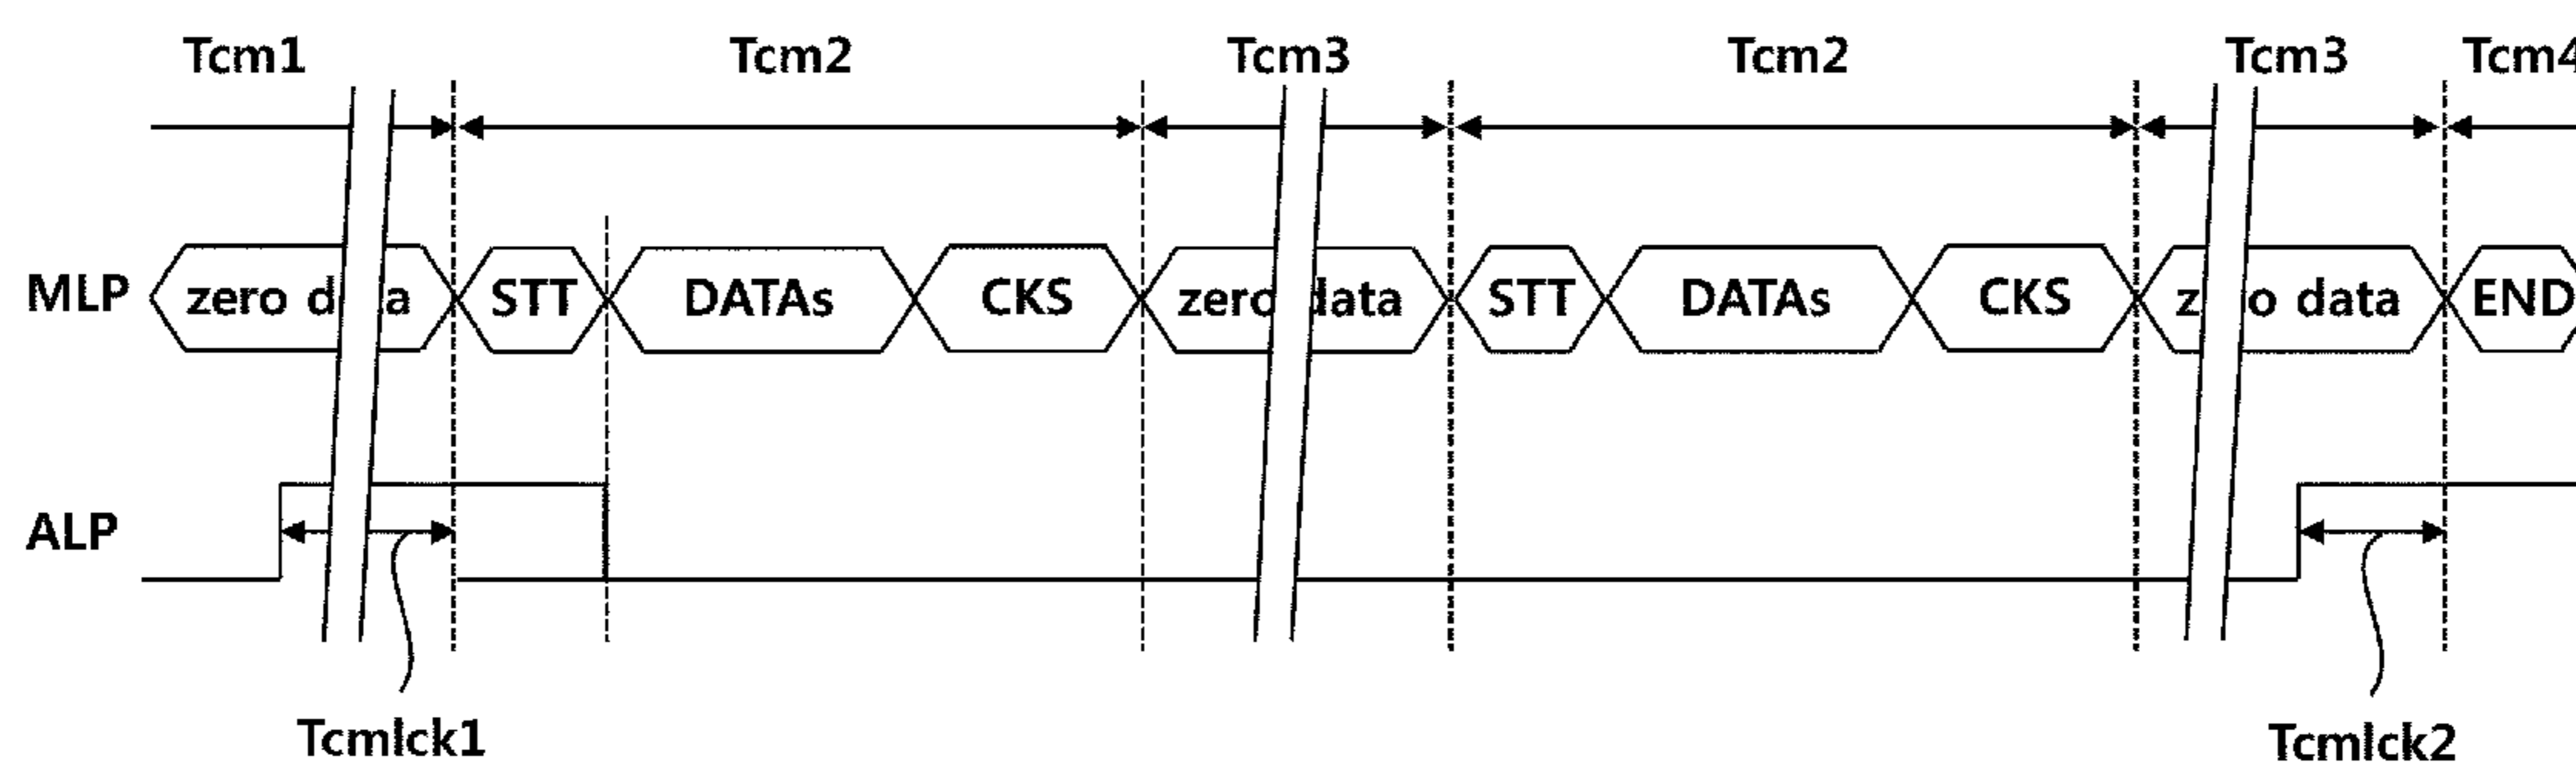 Tcm1 Tcm2 Tcm3 Tcm2 Tcm3 Tcm4
MLP zero d a STT DATAs CKS zero data STT DATAs CKS z o data END
ALP
Tcmlck1 Tcmlck2